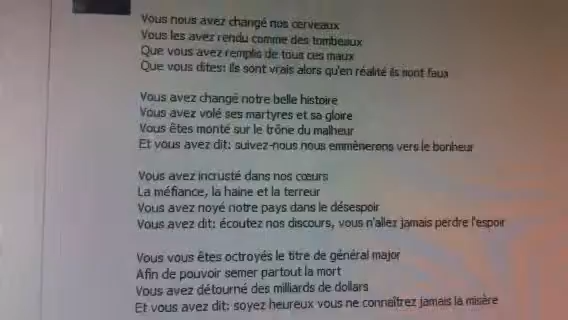 Vous nous avez changé nos cerveaux
Vous les avez rendu comme des tombeaux
Que vous avez remplis de tous ces maux
Que vous dites: ils sont vrais alors qu'en réalité ils sont faux
Vous avez changé notre belle histoire
Vous avez volé ses martyres et sa gloire
Vous êtes monté sur le trône du malheur
Et vous avez dit: suivez-nous nous emmènerons vers le bonheur
Vous avez incrusté dans nos cœurs
La méfiance, la haine et la terreur
Vous avez noyé notre pays dans le désespoir
Vous avez dit: écoutez nos discours, vous n'allez jamais perdre l'espoir
Vous vous êtes octroyés le titre de général major
Afin de pouvoir semer partout la mort
Vous avez détourné des milliards de dollars
Et vous avez dit: soyez heureux vous ne connaîtrez jamais la misère